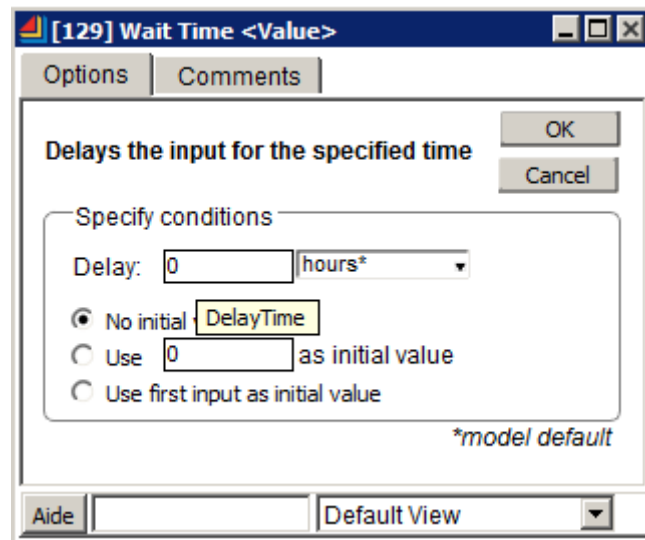 [129] Wait Time <Value>
Options Comments
OK
Delays the input for the specified time
Cancel
Specify conditions
Delay: 0 hours*
No initial DelayTime
Use 0 as initial value
Use first input as initial value
*model default
Aide Default View